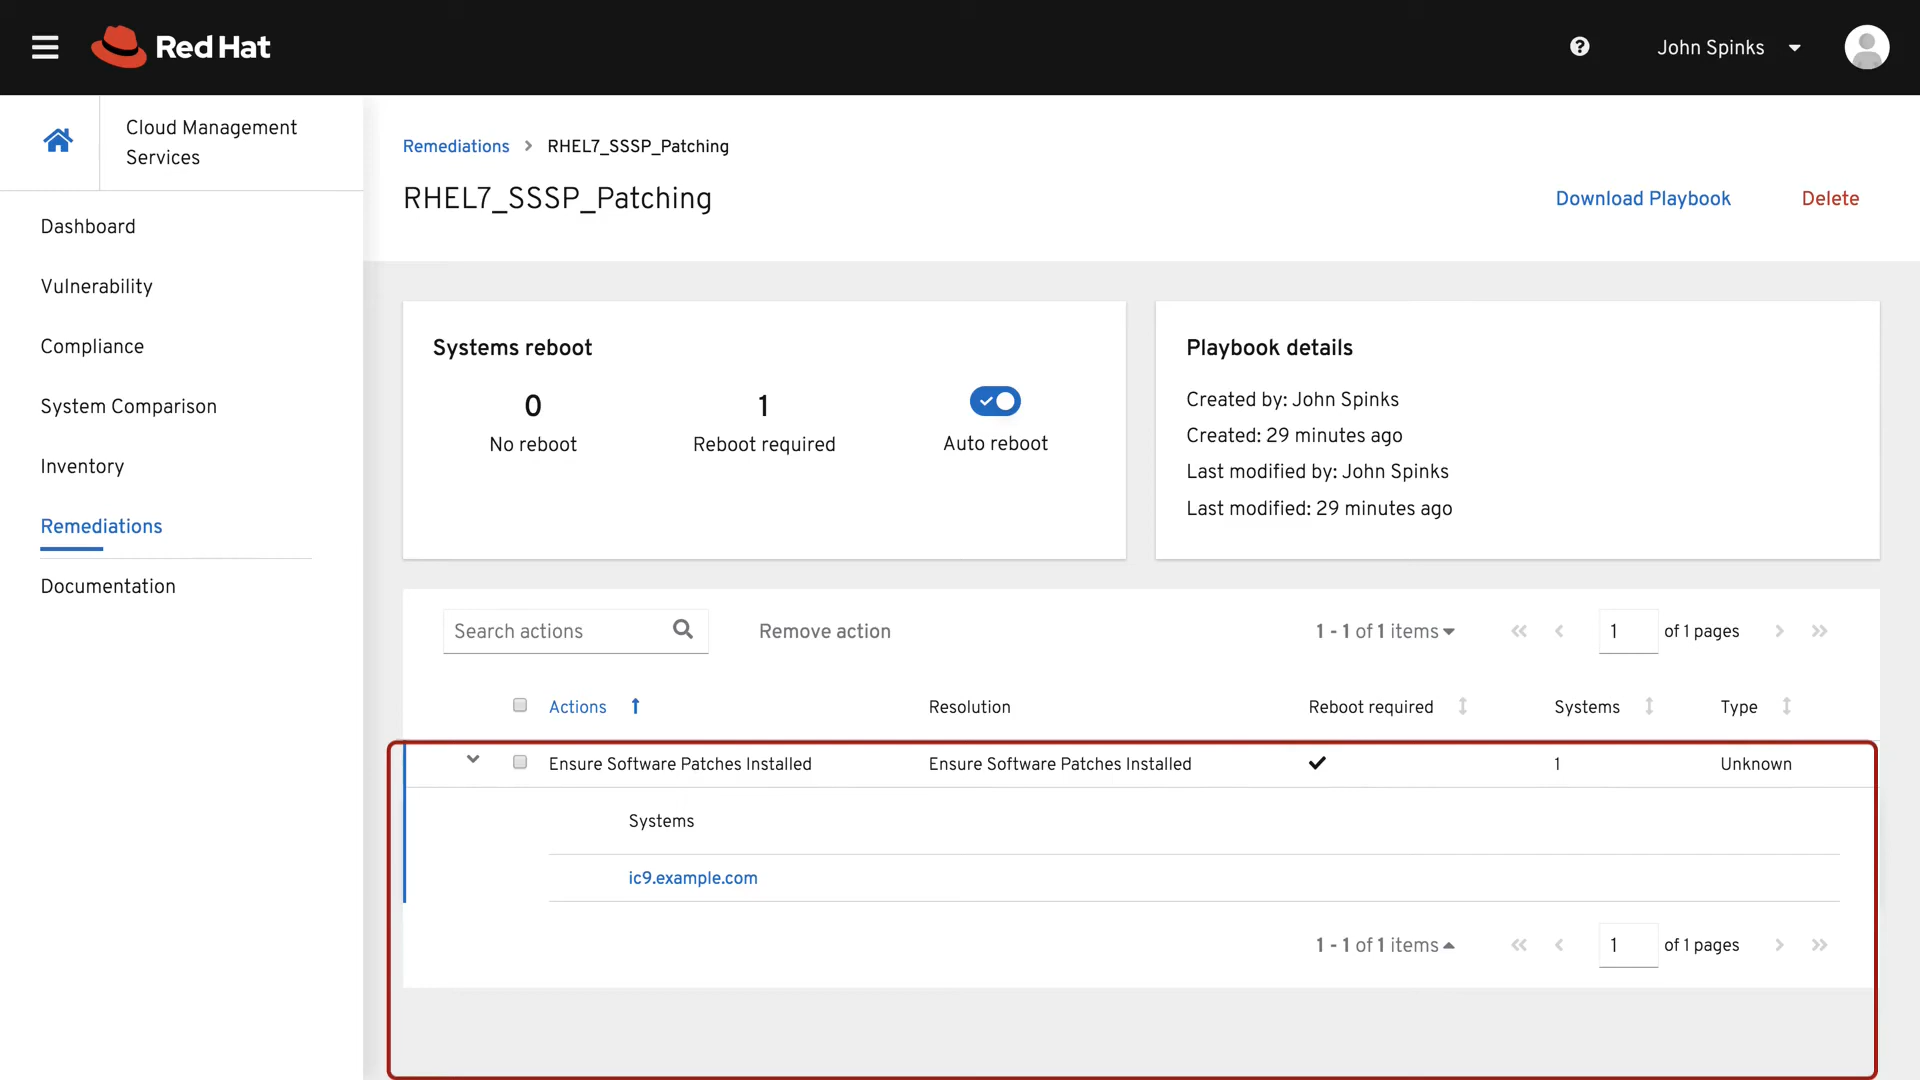 Red Hat
John Spinks
Cloud Management
Services
Remediations > RHEL7_SSSP_Patching
RHEL7_SSSP_Patching
Download Playbook
Delete
Dashboard
Vulnerability
Compliance
System Comparison
Inventory
Remediations
Documentation
Systems reboot
0
No reboot
1
Reboot required
Auto reboot
Playbook details
Created by: John Spinks
Created: 29 minutes ago
Last modified by: John Spinks
Last modified: 29 minutes ago
Search actions
Remove action
1 - 1 of 1 items
1 of 1 pages
Actions Resolution Reboot required Systems Type
Ensure Software Patches Installed Ensure Software Patches Installed 1 Unknown
Systems
ic9.example.com
1 - 1 of 1 items
1 of 1 pages